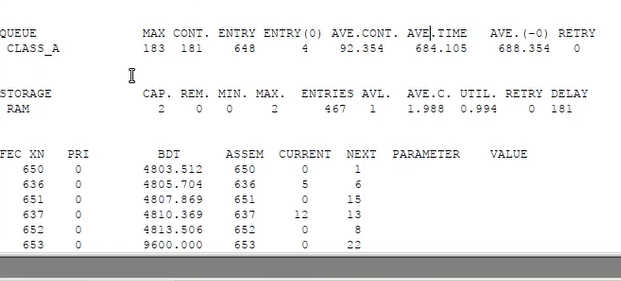 QUEUE MAX CONT. ENTRY ENTRY(0) AVE.CONT. AVE.TIME AVE.(-0) RETRY
CLASS_A 183 181 648 4 92.354 684.105 688.354 0
STORAGE CAP. REM. MIN. MAX. ENTRIES AVL. AVE.C. UTIL. RETRY DELAY
RAM 2 0 0 2 467 1 1.988 0.994 0 181
FEC XN PRI BDT ASSEM CURRENT NEXT PARAMETER VALUE
650 0 4803.512 650 0 1
636 0 4805.704 636 5 6
651 0 4807.869 651 0 15
637 0 4810.369 637 12 13
652 0 4813.506 652 0 8
653 0 9600.000 653 0 22